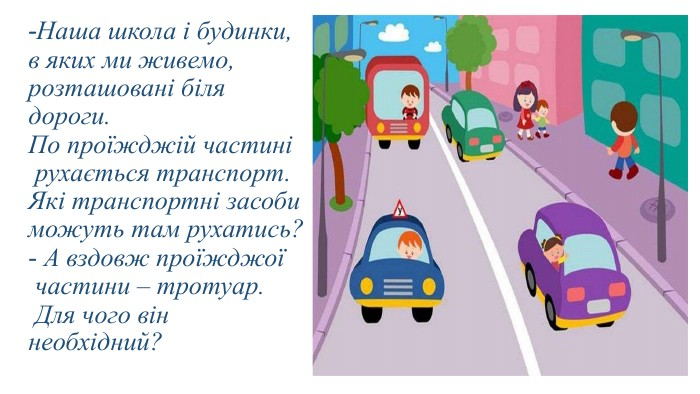 -Наша школа і будинки,
в яких ми живемо,
розташовані біля
дороги.
По проїжджій частині
рухається транспорт.
Які транспортні засоби
можуть там рухатись?
- А вздовж проїжджої
частини – тротуар.
Для чого він
необхідний?
У